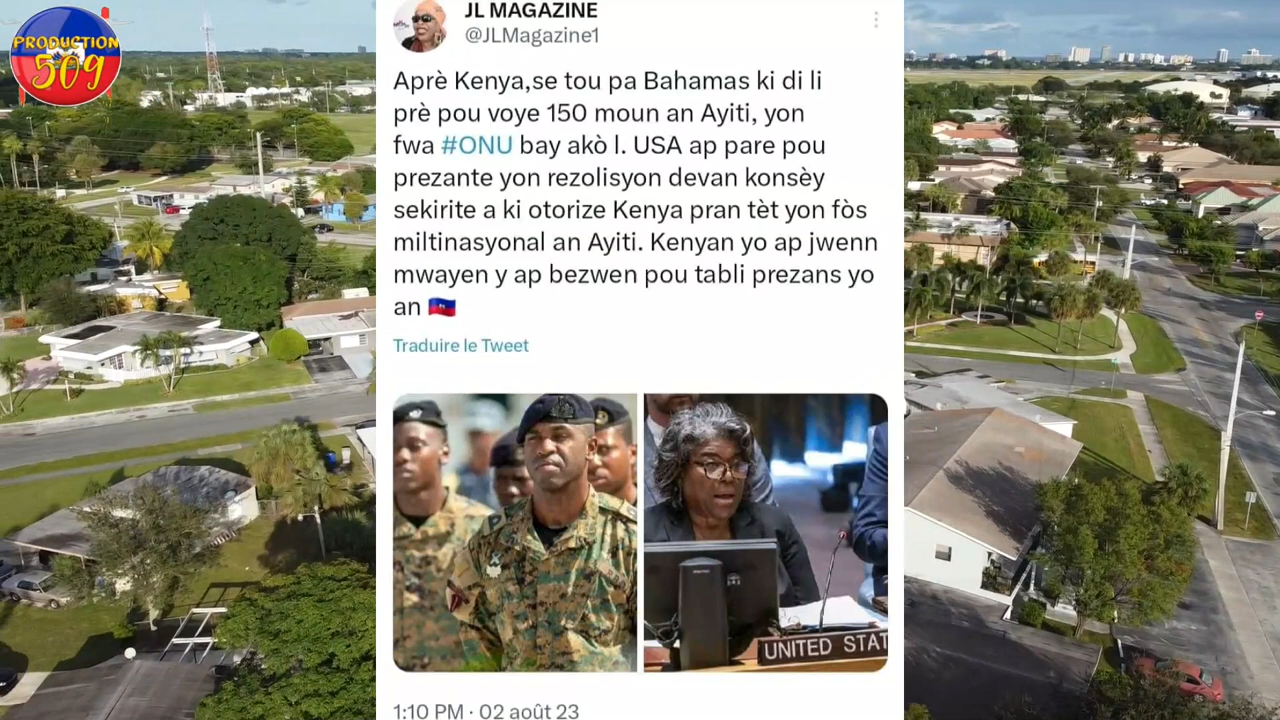 PRODUCTION
509
JL MAGAZINE
@JLMagazine1
Aprè Kenya,se tou pa Bahamas ki di li
prè pou voye 150 moun an Ayiti, yon
fwa #ONU bay akò l. USA ap pare pou
prezante yon rezolisyon devan konsèy
sekirite a ki otorize Kenya pran tèt yon fòs
miltinasyonal an Ayiti. Kenyan yo ap jwenn
mwayen y ap bezwen pou tabli prezans yo
an 🇭🇹
Traduire le Tweet
UNITED STAT
1:10 PM · 02 août 23